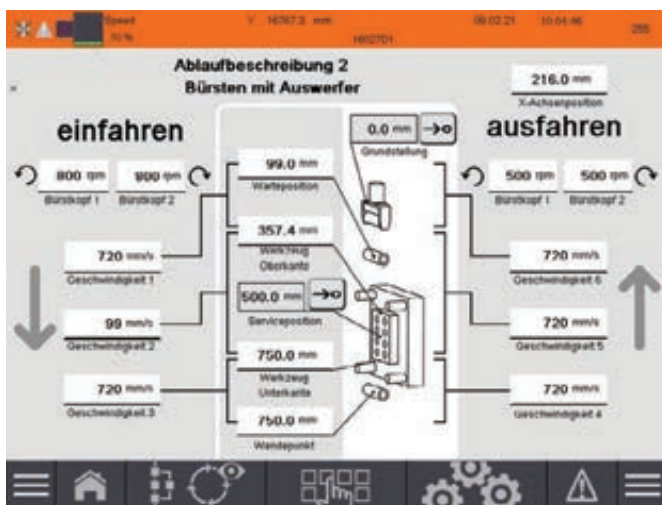 Speed
10 %
V 16767.3 mm
16027D1
09.02.21 10:04:46
Ablaufbeschreibung 2
Bürsten mit Auswerfer
216.0 mm
X-Achsenposition
einfahren
ausfahren
0.0 mm
Grundstellung
800 rpm
Bürstkopf 1
800 rpm
Bürstkopf 2
99.0 mm
Warteposition
500 rpm
Bürstkopf 1
500 rpm
Bürstkopf 2
720 mm/s
Geschwindigkeit 1
357.4 mm
Werkzeug
Oberkante
720 mm/s
Geschwindigkeit 6
99 mm/s
Geschwindigkeit 2
500.0 mm
Serviceposition
720 mm/s
Geschwindigkeit 5
720 mm/s
Geschwindigkeit 3
750.0 mm
Werkzeug
Unterkante
720 mm/s
Geschwindigkeit 4
750.0 mm
Wendepunkt